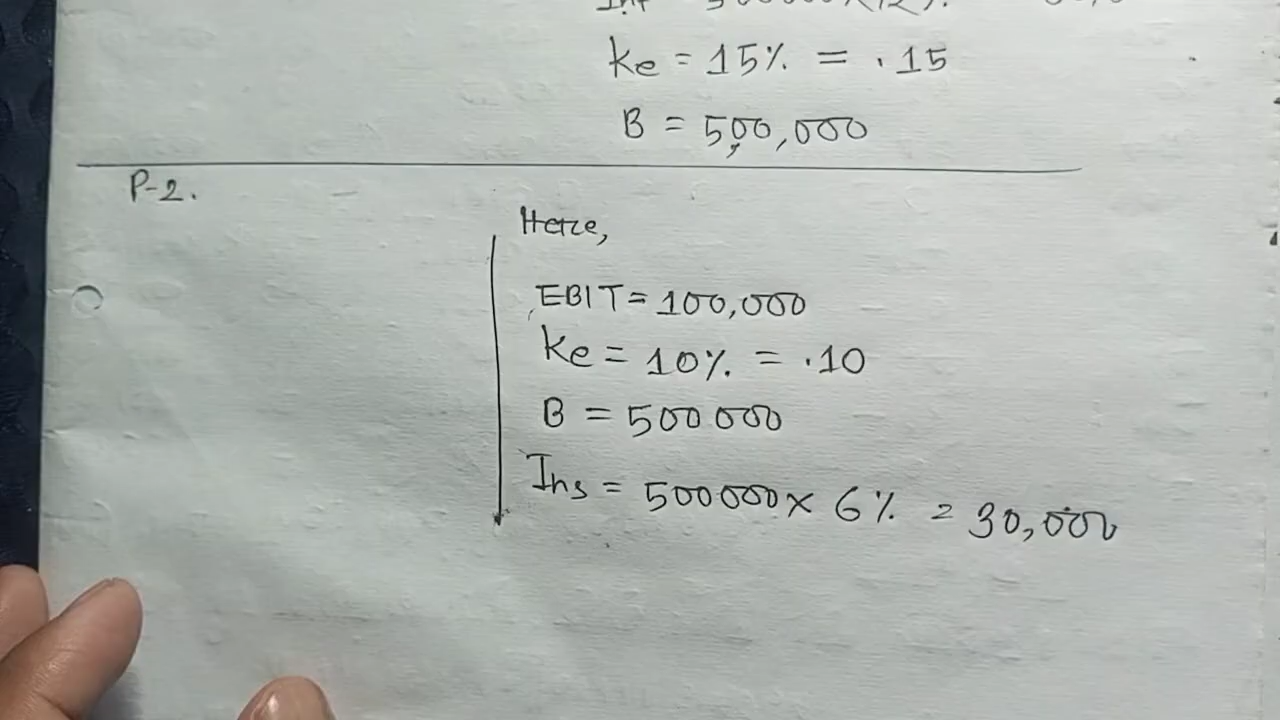 Ke = 15% = .15
B = 500,000
P-2.
Here,
EBIT = 100,000
Ke = 10% = .10
B = 500000
Ins = 500000 × 6% = 30,000